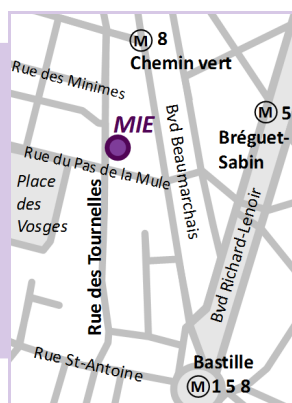 M 8
Chemin vert
Rue des Minimes
M 5
MIE
Bvd Beaumarchais
Bréguet-
Sabin
Rue du Pas de la Mule
Place
des
Vosges
Rue des Tournelles
Bvd Richard-Lenoir
Rue St-Antoine
Bastille
M 1 5 8